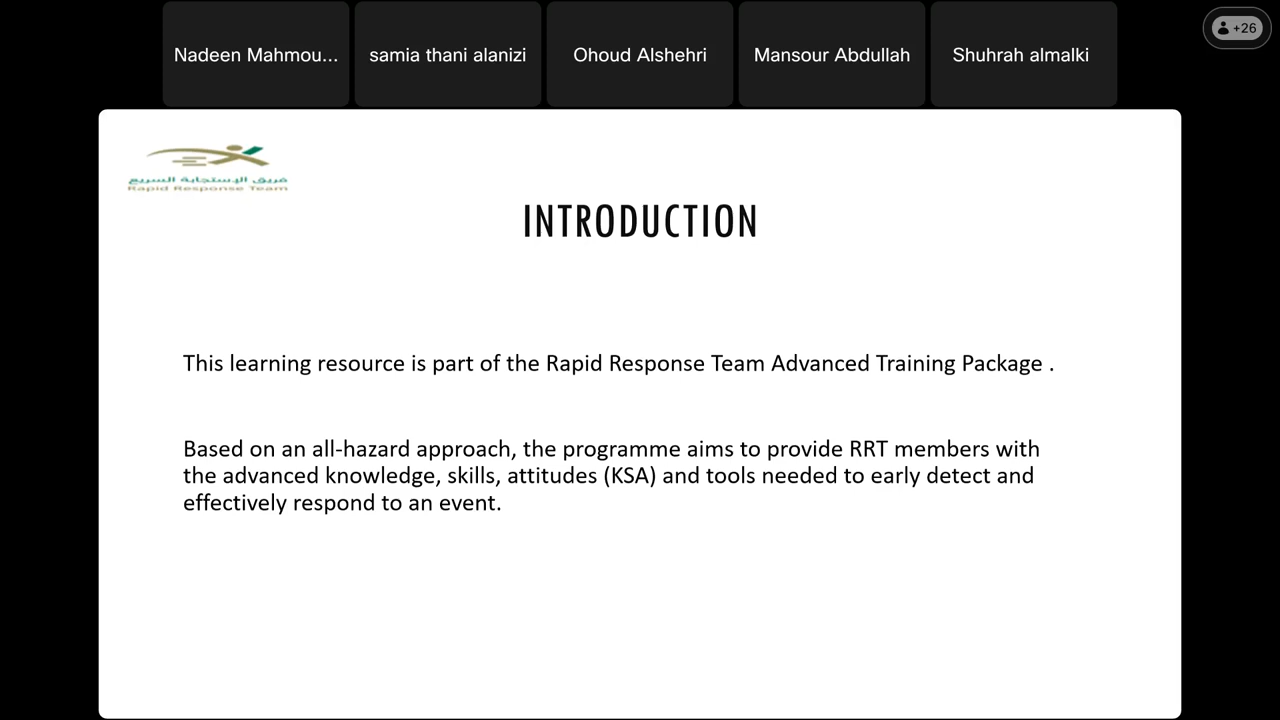 Nadeen Mahmou...
samia thani alanizi
Ohoud Alshehri
Mansour Abdullah
Shuhrah almalki
+26
فريق الإستجابة السريع
Rapid Response Team
INTRODUCTION
This learning resource is part of the Rapid Response Team Advanced Training Package .
Based on an all-hazard approach, the programme aims to provide RRT members with
the advanced knowledge, skills, attitudes (KSA) and tools needed to early detect and
effectively respond to an event.